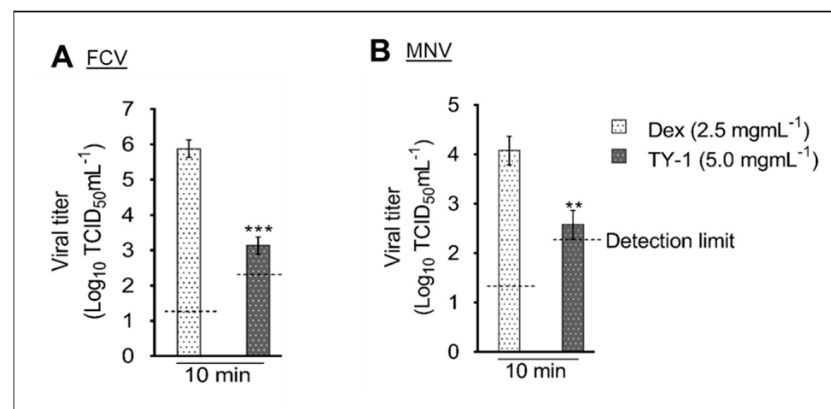 A FCV
Viral titer
(Log10 TCID50mL-1)
7
6
5
4
3
2
1
0
***
10 min
B MNV
Viral titer
(Log10 TCID50mL-1)
5
4
3
2
1
0
**
Detection limit
10 min
Dex (2.5 mgmL-1)
TY-1 (5.0 mgmL-1)